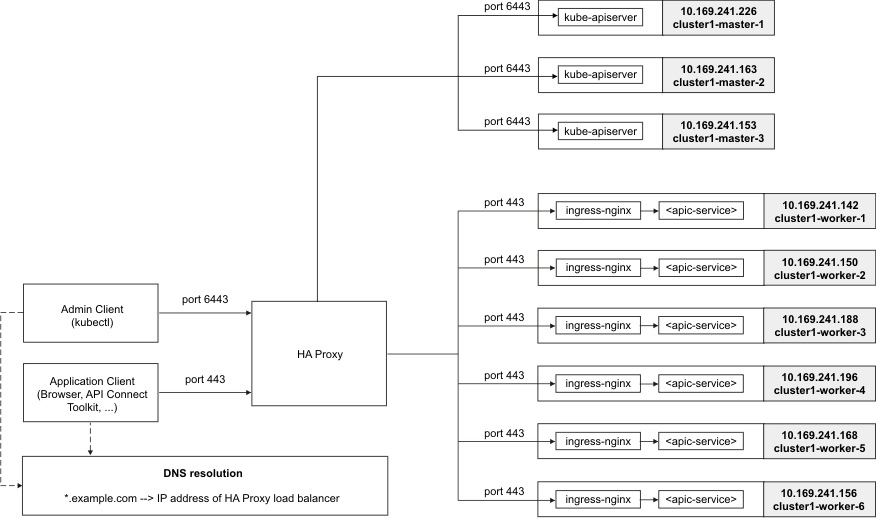 port 6443
kube-apiserver
10.169.241.226
cluster1-master-1
port 6443
kube-apiserver
10.169.241.163
cluster1-master-2
port 6443
kube-apiserver
10.169.241.153
cluster1-master-3
port 443
ingress-nginx
<apic-service>
10.169.241.142
cluster1-worker-1
port 443
ingress-nginx
<apic-service>
10.169.241.150
cluster1-worker-2
port 443
ingress-nginx
<apic-service>
10.169.241.188
cluster1-worker-3
port 443
ingress-nginx
<apic-service>
10.169.241.196
cluster1-worker-4
port 443
ingress-nginx
<apic-service>
10.169.241.168
cluster1-worker-5
port 443
ingress-nginx
<apic-service>
10.169.241.156
cluster1-worker-6
Admin Client
(kubectl)
port 6443
HA Proxy
Application Client
(Browser, API Connect
Toolkit, ...)
port 443
DNS resolution
*.example.com --> IP address of HA Proxy load balancer